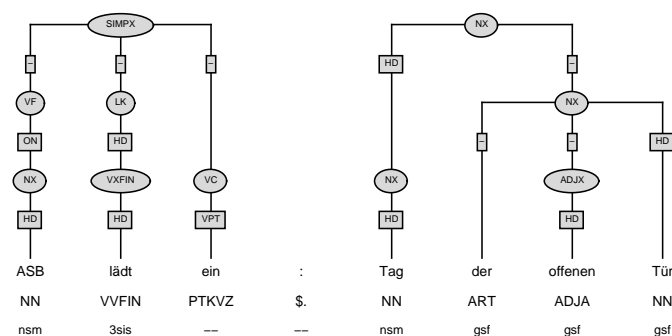 SIMPX NX
– – – HD –
VF LK NX
ON HD – – HD
NX VXFIN VC NX ADJX
HD HD VPT HD HD
ASB lädt ein : Tag der offenen Tür
NN VVFIN PTKVZ $. NN ART ADJA NN
nsm 3sis –– –– nsm gsf gsf gsf